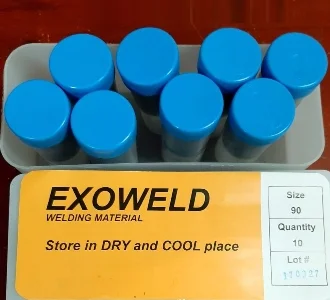 EXOWELD
WELDING MATERIAL
Store in DRY and COOL place
Size
90
Quantity
10
Lot #